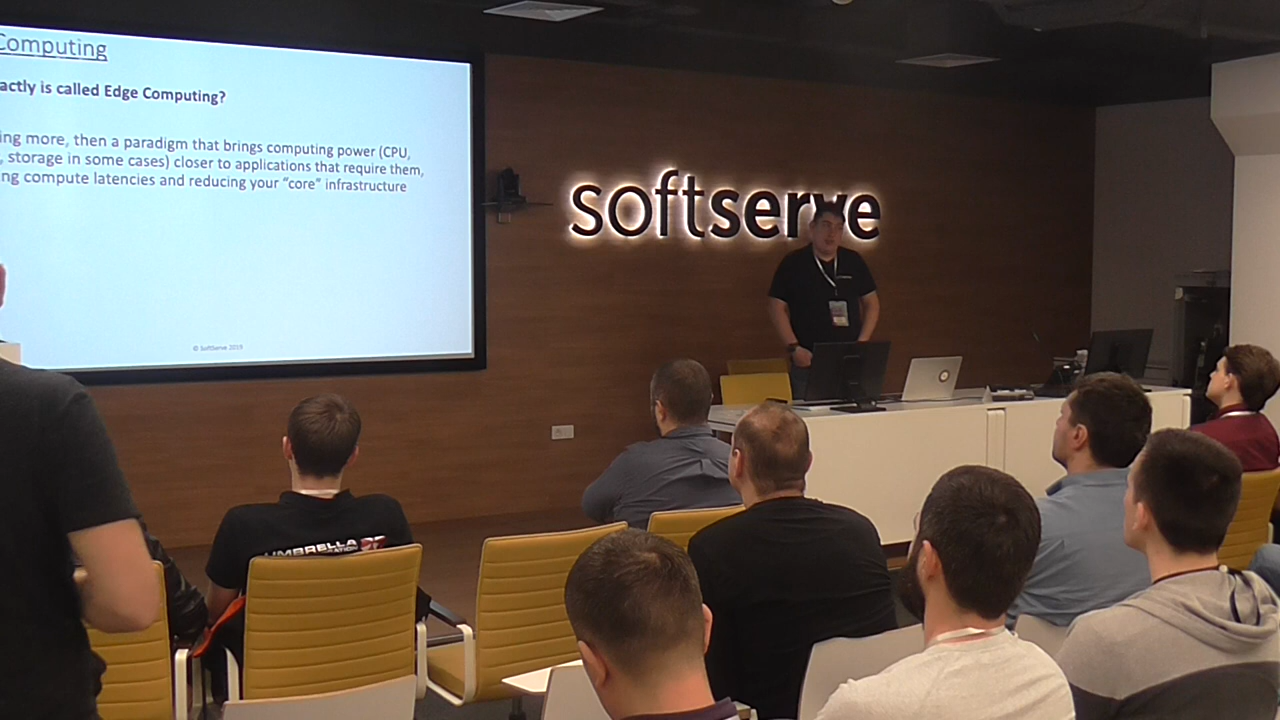 Computing
actly is called Edge Computing?
ing more, then a paradigm that brings computing power (CPU,
, storage in some cases) closer to applications that require them,
ng compute latencies and reducing your “core” infrastructure
© SoftServe 2019
softserve
UMBRELLA